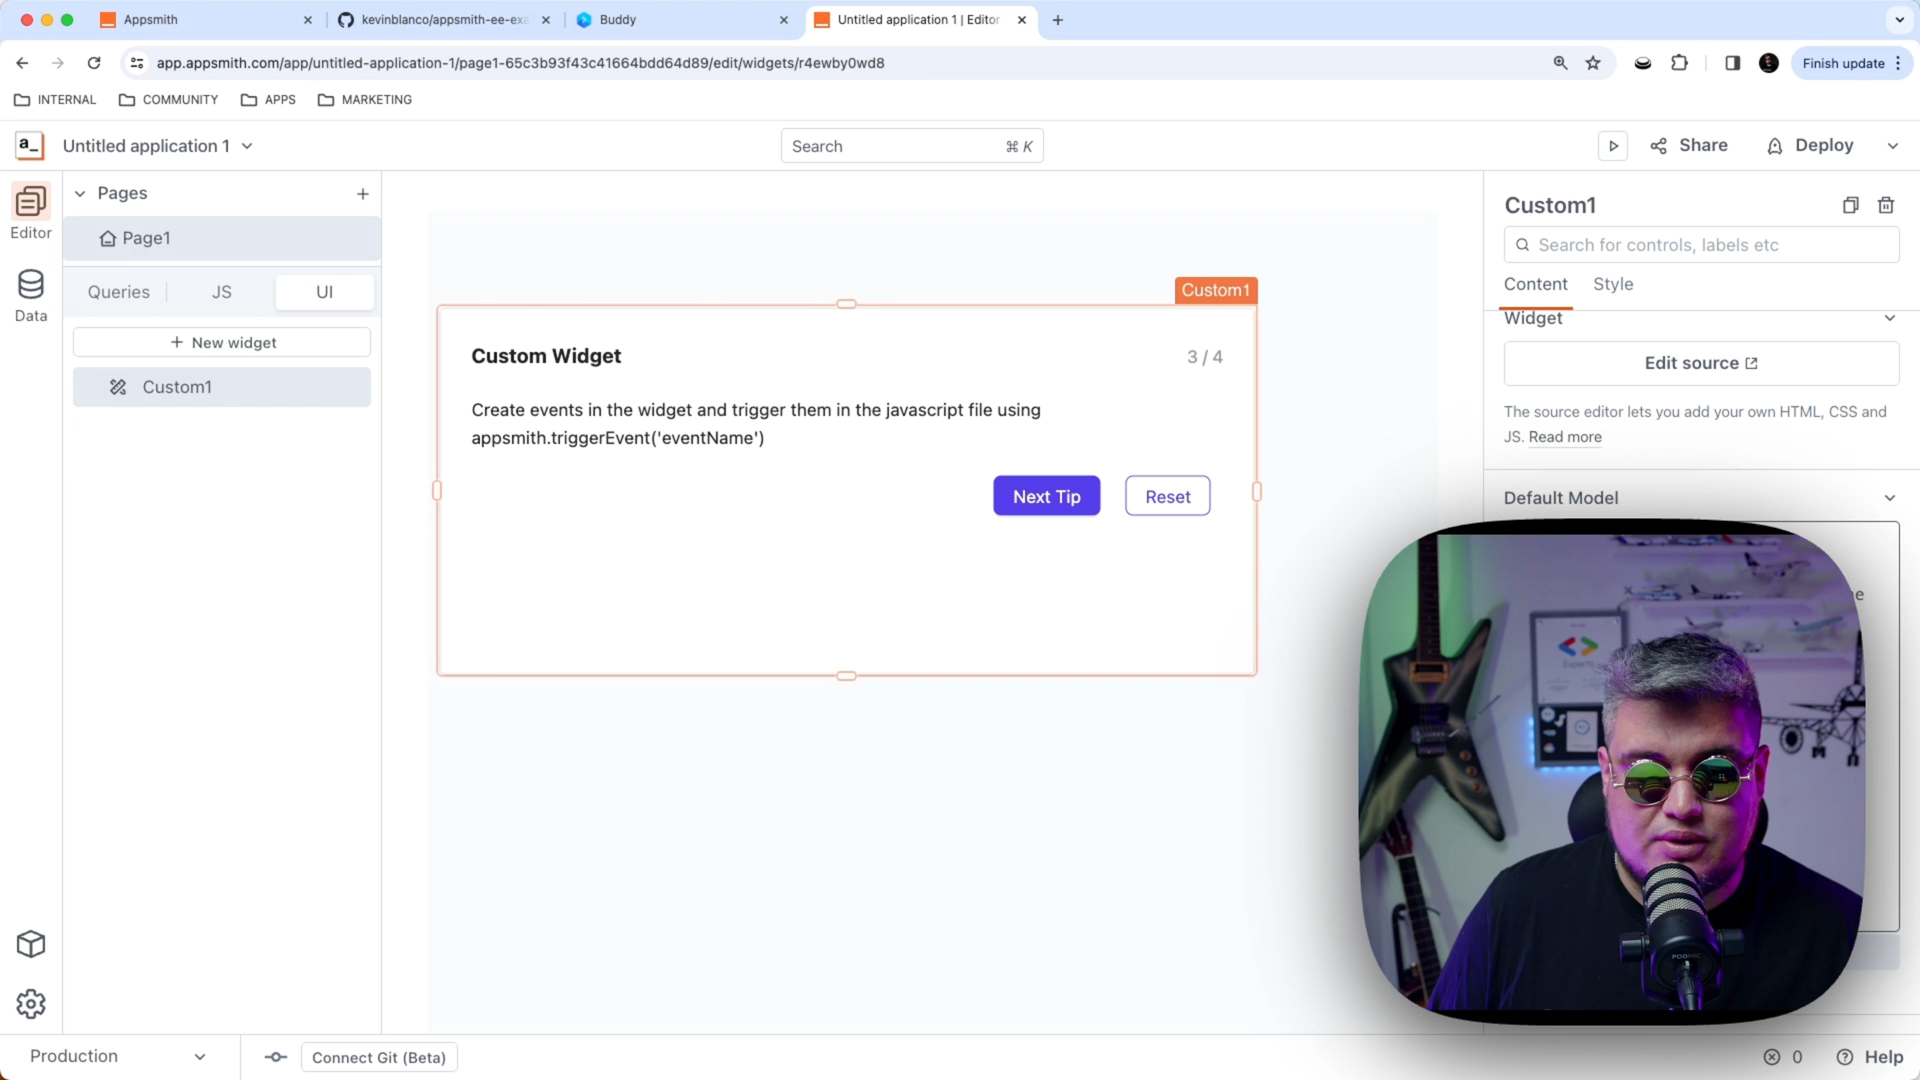 Appsmith
kevinblanco/appsmith-ee-exa
Buddy
Untitled application 1 | Editor
app.appsmith.com/app/untitled-application-1/page1-65c3b93f43c41664bdd64d89/edit/widgets/r4ewby0wd8
Finish update
INTERNAL
COMMUNITY
APPS
MARKETING
a_
Untitled application 1
Search
⌘ K
Share
Deploy
Editor
Data
Pages
Page1
Queries
JS
UI
+ New widget
Custom1
Custom1
Custom Widget
3 / 4
Create events in the widget and trigger them in the javascript file using
appsmith.triggerEvent('eventName')
Next Tip
Reset
Custom1
Search for controls, labels etc
Content
Style
Widget
Edit source
The source editor lets you add your own HTML, CSS and
JS. Read more
Default Model
e
Experts
Production
Connect Git (Beta)
0
Help